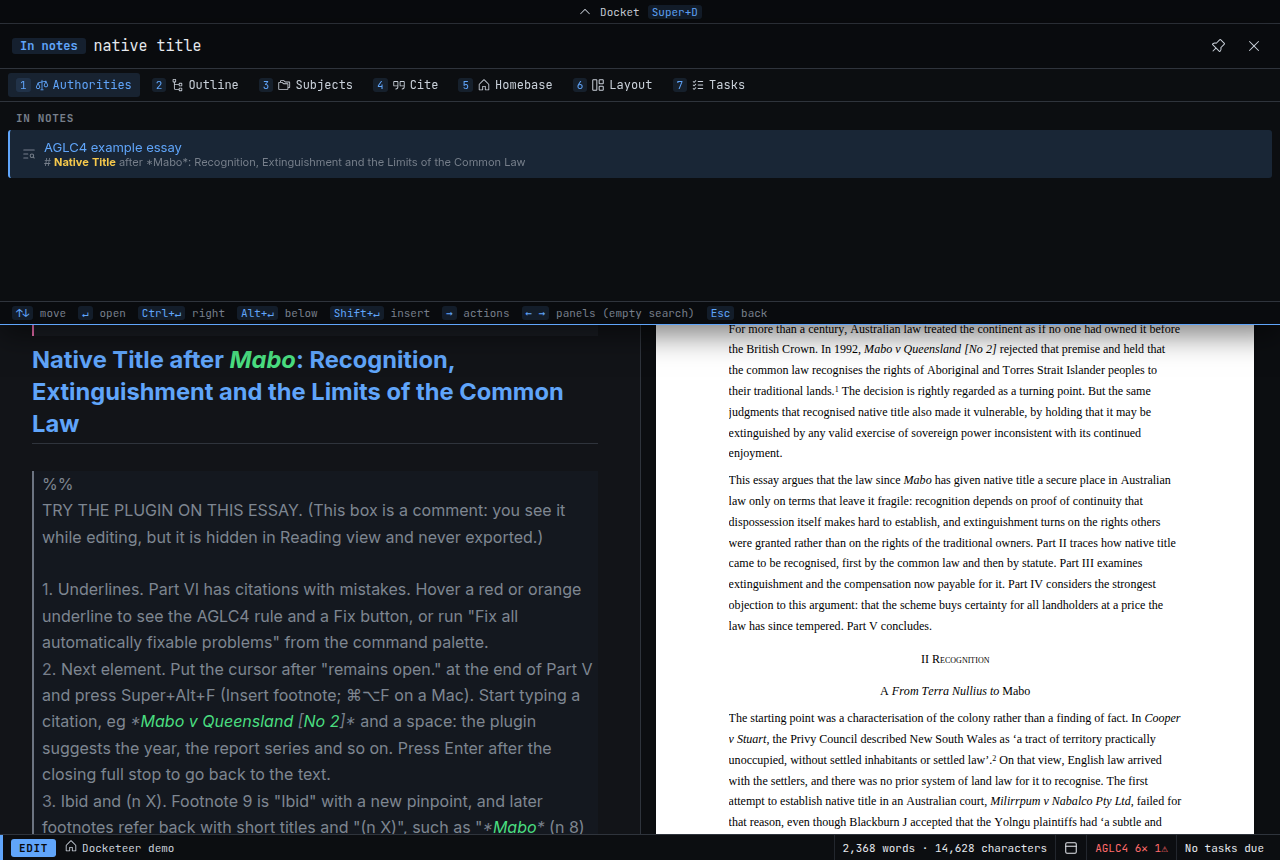 Docket Super+D
In notes native title
1 Authorities 2 Outline 3 Subjects 4 Cite 5 Homebase 6 Layout 7 Tasks
IN NOTES
AGLC4 example essay
# Native Title after *Mabo*: Recognition, Extinguishment and the Limits of the Common Law
↑↓ move ↵ open Ctrl+↵ right Alt+↵ below Shift+↵ insert → actions ← → panels (empty search) Esc back
Native Title after Mabo: Recognition,
Extinguishment and the Limits of the Common
Law
%%
TRY THE PLUGIN ON THIS ESSAY. (This box is a comment: you see it
while editing, but it is hidden in Reading view and never exported.)
1. Underlines. Part VI has citations with mistakes. Hover a red or orange
underline to see the AGLC4 rule and a Fix button, or run "Fix all
automatically fixable problems" from the command palette.
2. Next element. Put the cursor after "remains open." at the end of Part V
and press Super+Alt+F (Insert footnote; ⌘⌥F on a Mac). Start typing a
citation, eg *Mabo v Queensland [No 2]* and a space: the plugin
suggests the year, the report series and so on. Press Enter after the
closing full stop to go back to the text.
3. Ibid and (n X). Footnote 9 is "Ibid" with a new pinpoint, and later
footnotes refer back with short titles and "(n X)", such as "*Mabo* (n 8)
For more than a century, Australian law treated the continent as if no one had owned it before
the British Crown. In 1992, Mabo v Queensland [No 2] rejected that premise and held that
the common law recognises the rights of Aboriginal and Torres Strait Islander peoples to
their traditional lands.¹ The decision is rightly regarded as a turning point. But the same
judgments that recognised native title also made it vulnerable, by holding that it may be
extinguished by any valid exercise of sovereign power inconsistent with its continued
enjoyment.
This essay argues that the law since Mabo has given native title a secure place in Australian
law only on terms that leave it fragile: recognition depends on proof of continuity that
dispossession itself makes hard to establish, and extinguishment turns on the rights others
were granted rather than on the rights of the traditional owners. Part II traces how native title
came to be recognised, first by the common law and then by statute. Part III examines
extinguishment and the compensation now payable for it. Part IV considers the strongest
objection to this argument: that the scheme buys certainty for all landholders at a price the
law has since tempered. Part V concludes.
II Recognition
A From Terra Nullius to Mabo
The starting point was a characterisation of the colony rather than a finding of fact. In Cooper
v Stuart, the Privy Council described New South Wales as ‘a tract of territory practically
unoccupied, without settled inhabitants or settled law’.² On that view, English law arrived
with the settlers, and there was no prior system of land law for it to recognise. The first
attempt to establish native title in an Australian court, Milirrpum v Nabalco Pty Ltd, failed for
that reason, even though Blackburn J accepted that the Yolngu plaintiffs had ‘a subtle and
EDIT Docketeer demo 2,368 words · 14,628 characters AGLC4 6× 1⚠ No tasks due